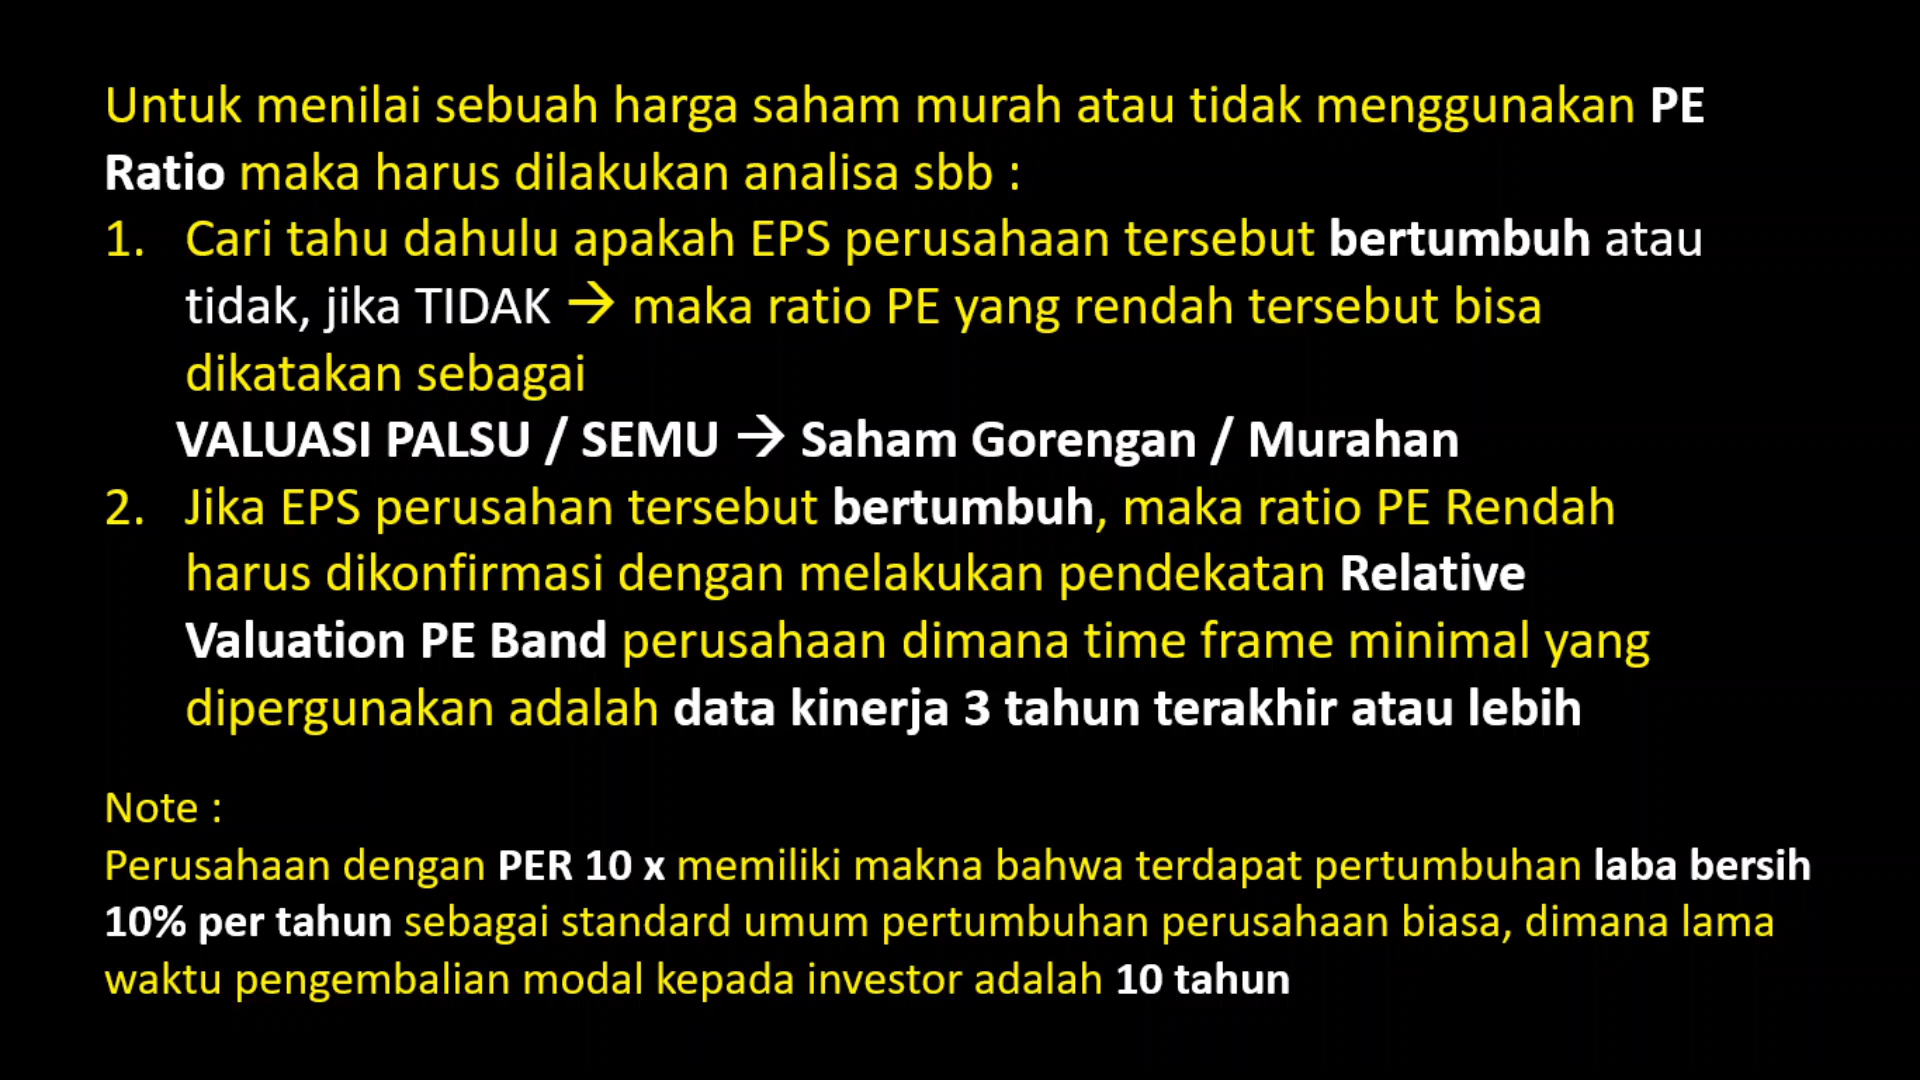 Untuk menilai sebuah harga saham murah atau tidak menggunakan PE
Ratio maka harus dilakukan analisa sbb :
1. Cari tahu dahulu apakah EPS perusahaan tersebut bertumbuh atau
tidak, jika TIDAK → maka ratio PE yang rendah tersebut bisa
dikatakan sebagai
VALUASI PALSU / SEMU → Saham Gorengan / Murahan
2. Jika EPS perusahan tersebut bertumbuh, maka ratio PE Rendah
harus dikonfirmasi dengan melakukan pendekatan Relative
Valuation PE Band perusahaan dimana time frame minimal yang
dipergunakan adalah data kinerja 3 tahun terakhir atau lebih
Note :
Perusahaan dengan PER 10 x memiliki makna bahwa terdapat pertumbuhan laba bersih
10% per tahun sebagai standard umum pertumbuhan perusahaan biasa, dimana lama
waktu pengembalian modal kepada investor adalah 10 tahun